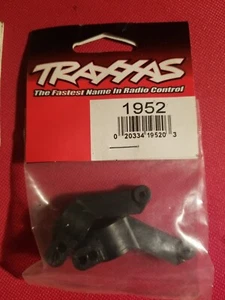 TRAXXAS
The Fastest Name In Radio Control
1952
0 20334 19520 3